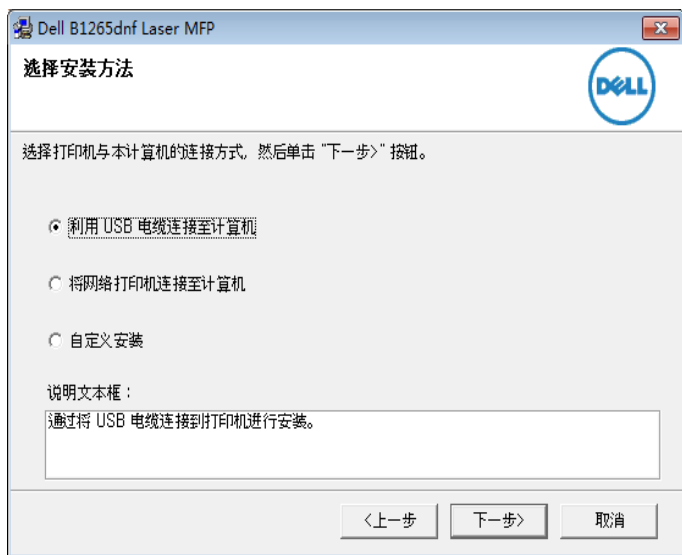 Dell B1265dnf Laser MFP
选择安装方法
DELL
选择打印机与本计算机的连接方式，然后单击 "下一步>" 按钮。
利用 USB 电缆连接至计算机
将网络打印机连接至计算机
自定义安装
说明文本框：
通过将 USB 电缆连接到打印机进行安装。
<上一步
下一步>
取消